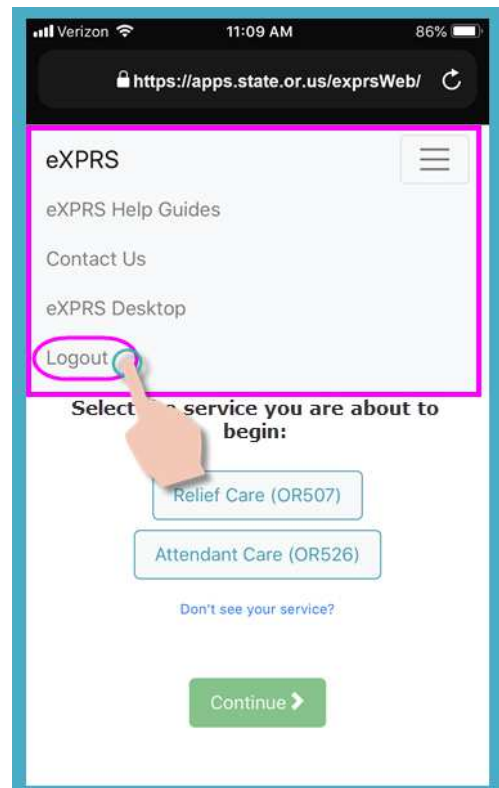 Verizon 11:09 AM 86%
https://apps.state.or.us/exprsWeb/
eXPRS
eXPRS Help Guides
Contact Us
eXPRS Desktop
Logout
Select service you are about to
begin:
Relief Care (OR507)
Attendant Care (OR526)
Don't see your service?
Continue